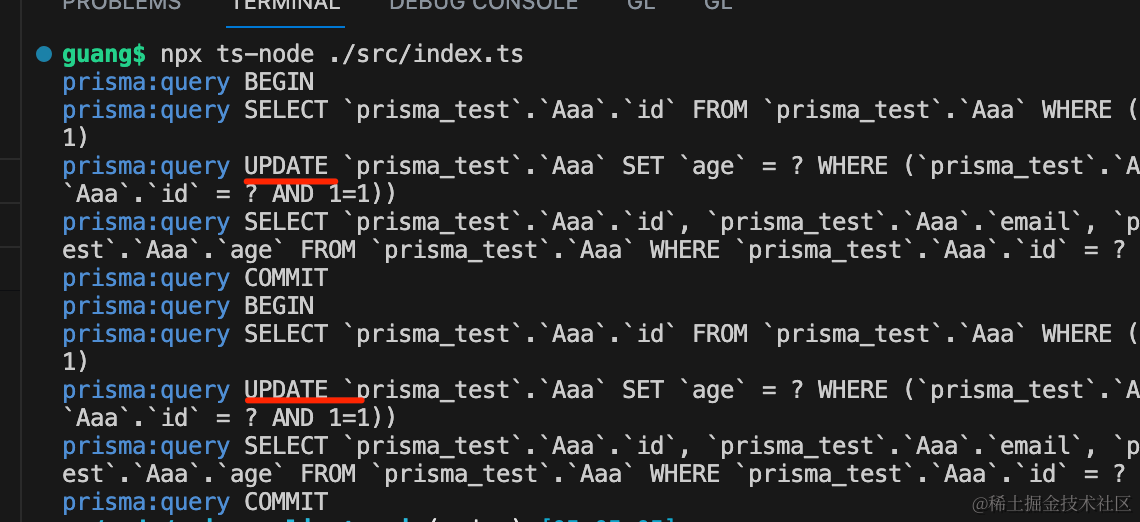 PROBLEMS TERMINAL DEBUG CONSOLE GL GL
guang$ npx ts-node ./src/index.ts
prisma:query BEGIN
prisma:query SELECT `prisma_test`.`Aaa`.`id` FROM `prisma_test`.`Aaa` WHERE (
1)
prisma:query UPDATE `prisma_test`.`Aaa` SET `age` = ? WHERE (`prisma_test`.`A
`Aaa`.`id` = ? AND 1=1))
prisma:query SELECT `prisma_test`.`Aaa`.`id`, `prisma_test`.`Aaa`.`email`, `p
est`.`Aaa`.`age` FROM `prisma_test`.`Aaa` WHERE `prisma_test`.`Aaa`.`id` = ?
prisma:query COMMIT
prisma:query BEGIN
prisma:query SELECT `prisma_test`.`Aaa`.`id` FROM `prisma_test`.`Aaa` WHERE (
1)
prisma:query UPDATE `prisma_test`.`Aaa` SET `age` = ? WHERE (`prisma_test`.`A
`Aaa`.`id` = ? AND 1=1))
prisma:query SELECT `prisma_test`.`Aaa`.`id`, `prisma_test`.`Aaa`.`email`, `p
est`.`Aaa`.`age` FROM `prisma_test`.`Aaa` WHERE `prisma_test`.`Aaa`.`id` = ?
prisma:query COMMIT
@稀土掘金技术社区